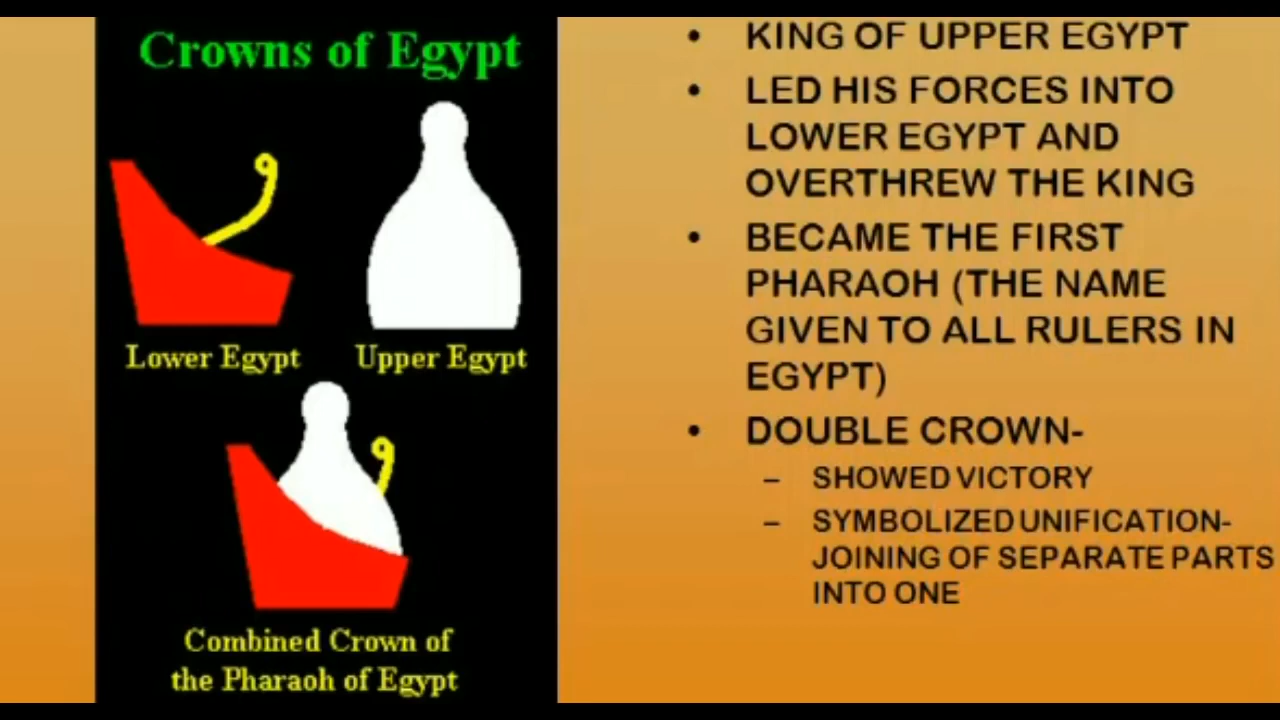 Crowns of Egypt
Lower Egypt
Upper Egypt
Combined Crown of
the Pharaoh of Egypt
• KING OF UPPER EGYPT
• LED HIS FORCES INTO
LOWER EGYPT AND
OVERTHREW THE KING
• BECAME THE FIRST
PHARAOH (THE NAME
GIVEN TO ALL RULERS IN
EGYPT)
• DOUBLE CROWN-
– SHOWED VICTORY
– SYMBOLIZED UNIFICATION-
JOINING OF SEPARATE PARTS
INTO ONE